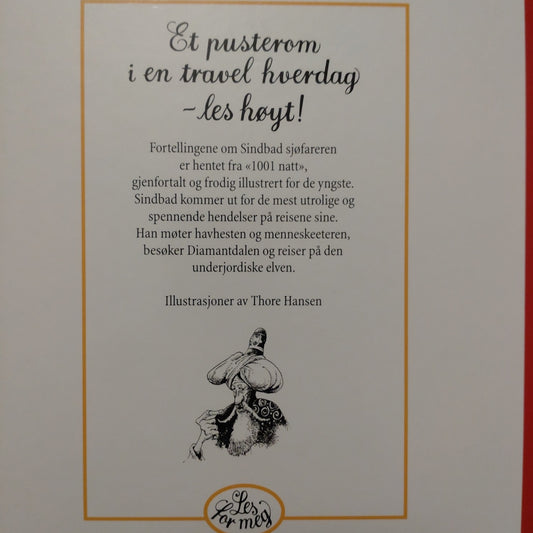 Et pusterom
i en travel hverdag
– les høyt!
Fortellingene om Sindbad sjøfareren
er hentet fra «1001 natt»,
gjenfortalt og frodig illustrert for de yngste.
Sindbad kommer ut for de mest utrolige og
spennende hendelser på reisene sine.
Han møter havhesten og menneskeeteren,
besøker Diamantdalen og reiser på den
underjordiske elven.
Illustrasjoner av Thore Hansen
Les
for meg